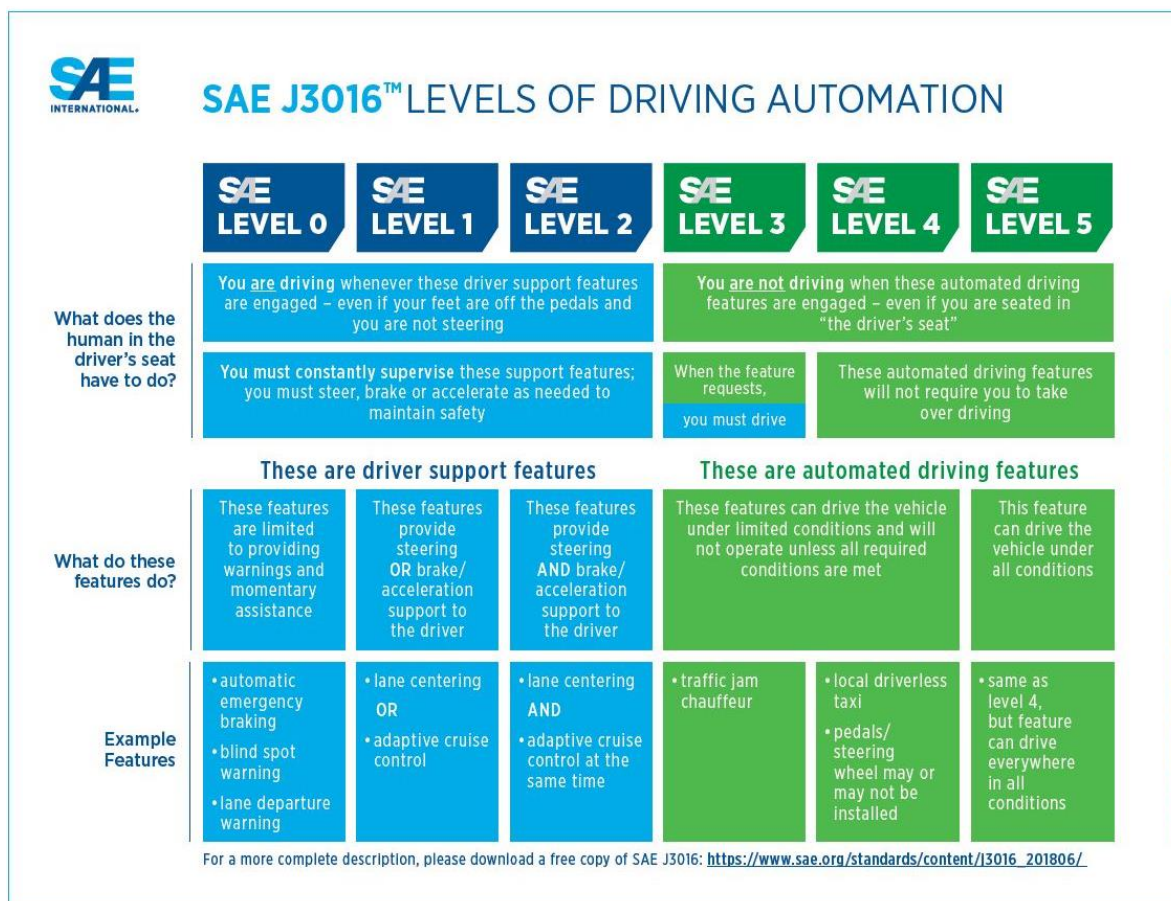 SAE
INTERNATIONAL®
SAE J3016™ LEVELS OF DRIVING AUTOMATION
SAE
LEVEL 0
SAE
LEVEL 1
SAE
LEVEL 2
SAE
LEVEL 3
SAE
LEVEL 4
SAE
LEVEL 5
What does the
human in the
driver's seat
have to do?
You are driving whenever these driver support features
are engaged – even if your feet are off the pedals and
you are not steering
You are not driving when these automated driving
features are engaged – even if you are seated in
“the driver's seat”
You must constantly supervise these support features;
you must steer, brake or accelerate as needed to
maintain safety
When the feature
requests,
you must drive
These automated driving features
will not require you to take
over driving
These are driver support features
These are automated driving features
What do these
features do?
These features
are limited
to providing
warnings and
momentary
assistance
These features
provide
steering
OR brake/
acceleration
support to
the driver
These features
provide
steering
AND brake/
acceleration
support to
the driver
These features can drive the vehicle
under limited conditions and will
not operate unless all required
conditions are met
This feature
can drive the
vehicle under
all conditions
Example
Features
• automatic
emergency
braking
• blind spot
warning
• lane departure
warning
• lane centering
OR
• adaptive cruise
control
• lane centering
AND
• adaptive cruise
control at the
same time
• traffic jam
chauffeur
• local driverless
taxi
• pedals/
steering
wheel may or
may not be
installed
• same as
level 4,
but feature
can drive
everywhere
in all
conditions
For a more complete description, please download a free copy of SAE J3016: https://www.sae.org/standards/content/j3016_201806/